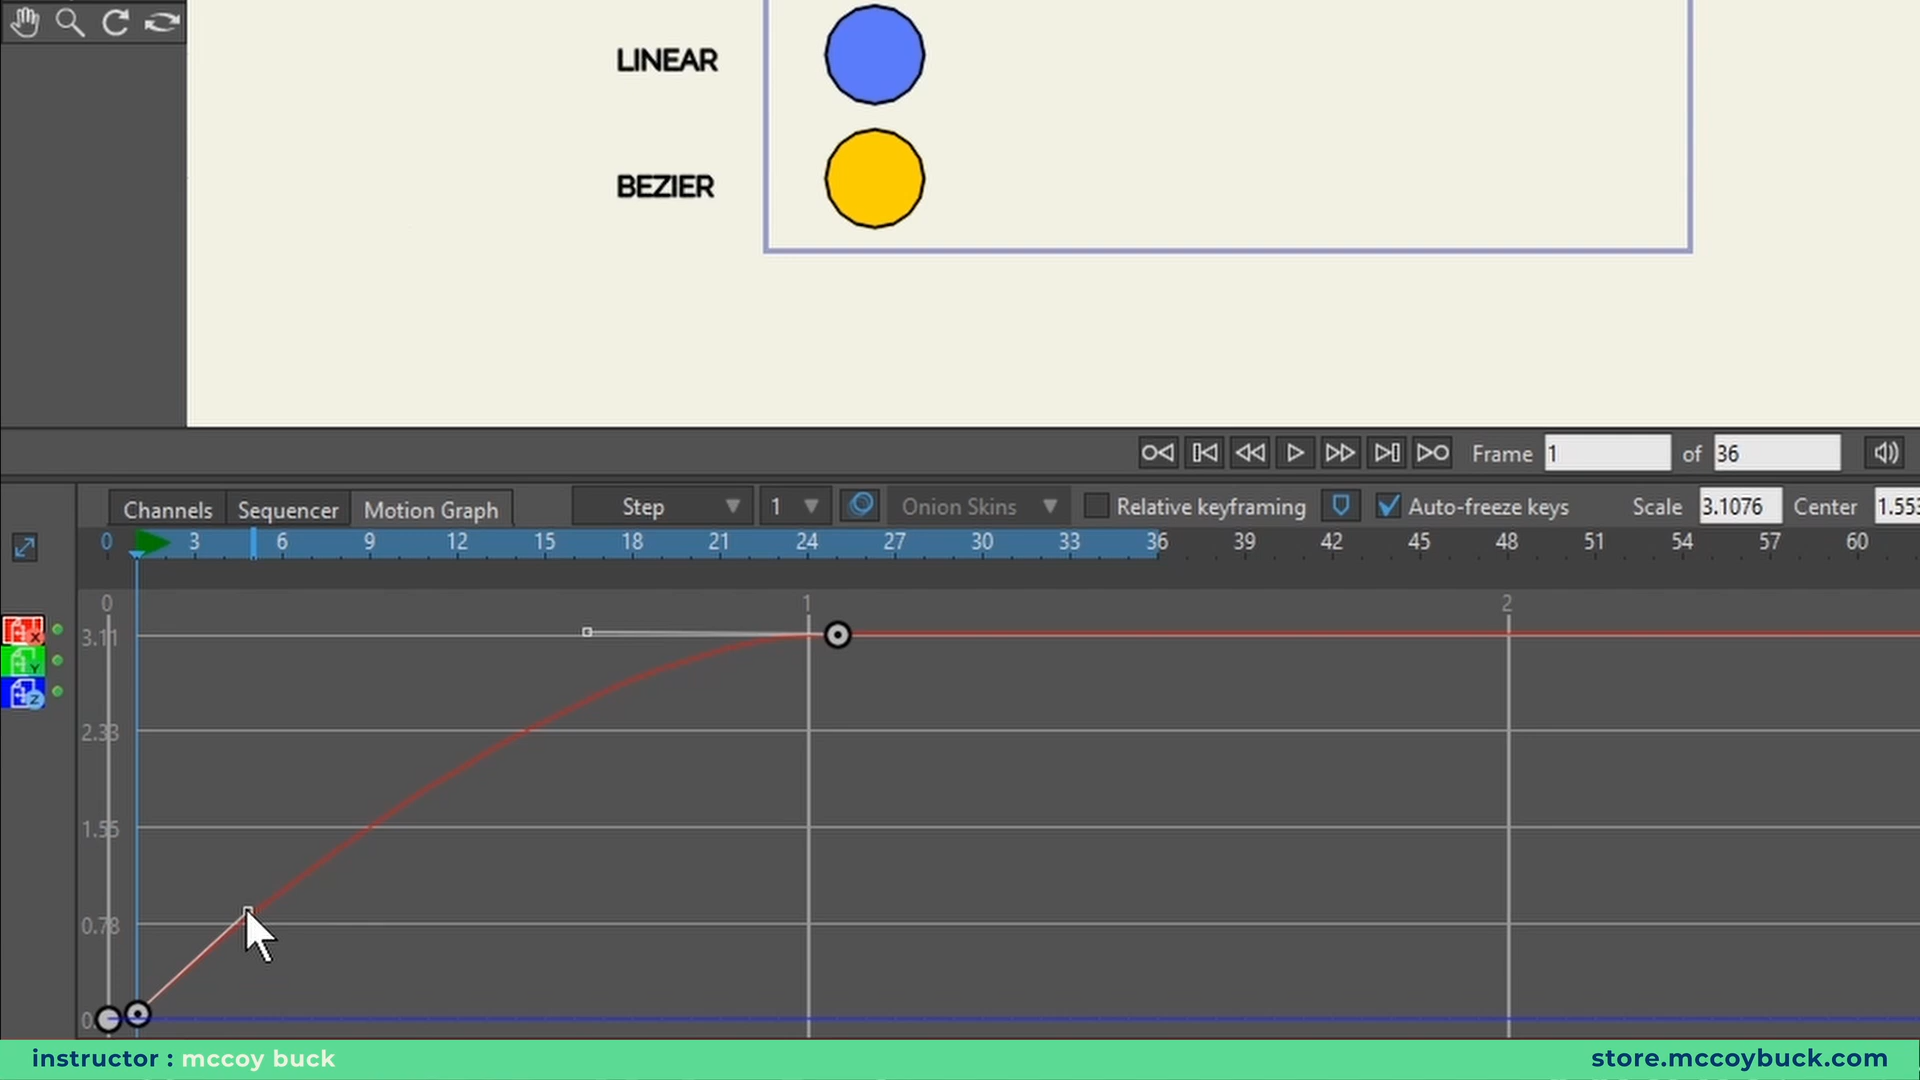 LINEAR
BEZIER
Frame 1 of 36
Channels Sequencer Motion Graph Step 1 Onion Skins Relative keyframing Auto-freeze keys Scale 3.1076 Center
0 3 6 9 12 15 18 21 24 27 30 33 36 39 42 45 48 51 54 57 60
0 1 2
X
3.11
Y
Z
2.33
1.55
0.78
0.
instructor : mccoy buck
store.mccoybuck.com